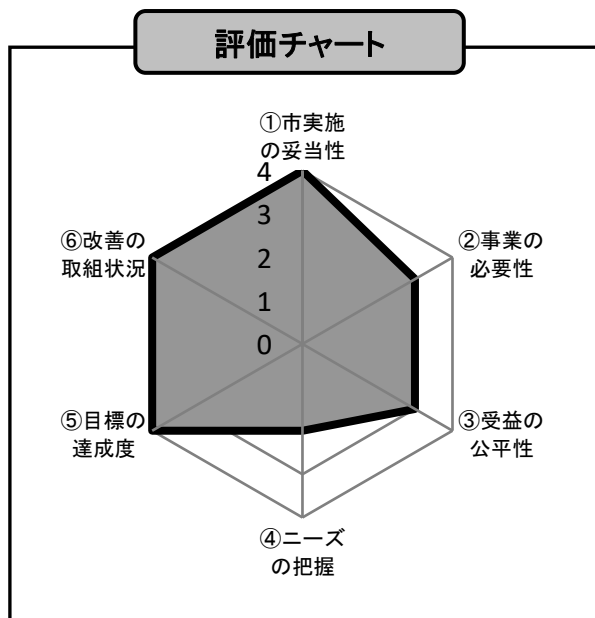 評価チャート
①市実施
の妥当性
4
3
2
1
0
②事業の
必要性
③受益の
公平性
④ニーズ
の把握
⑤目標の
達成度
⑥改善の
取組状況